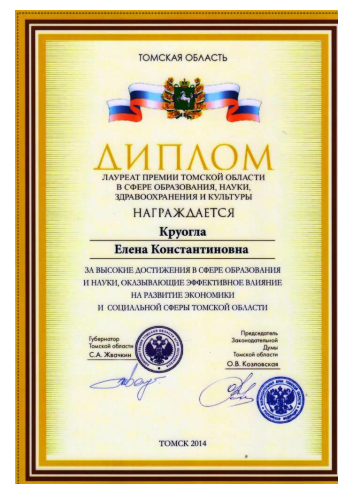 ТОМСКАЯ ОБЛАСТЬ
ДИПЛОМ
ЛАУРЕАТ ПРЕМИИ ТОМСКОЙ ОБЛАСТИ
В СФЕРЕ ОБРАЗОВАНИЯ, НАУКИ,
ЗДРАВООХРАНЕНИЯ И КУЛЬТУРЫ
НАГРАЖДАЕТСЯ
Круогла
Елена Константиновна
ЗА ВЫСОКИЕ ДОСТИЖЕНИЯ В СФЕРЕ ОБРАЗОВАНИЯ
И НАУКИ, ОКАЗЫВАЮЩИЕ ЭФФЕКТИВНОЕ ВЛИЯНИЕ
НА РАЗВИТИЕ ЭКОНОМИКИ
И СОЦИАЛЬНОЙ СФЕРЫ ТОМСКОЙ ОБЛАСТИ
Губернатор
Томской области
С.А. Жвачкин
Председатель
Законодательной
Думы
Томской области
О.В. Козловская
ТОМСК 2014